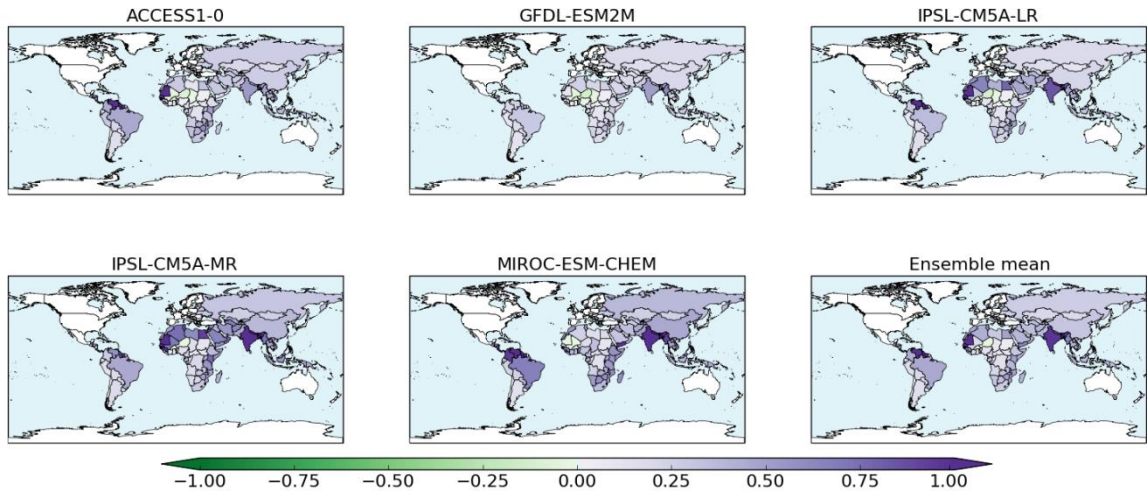 ACCESS1-0
GFDL-ESM2M
IPSL-CM5A-LR
IPSL-CM5A-MR
MIROC-ESM-CHEM
Ensemble mean
−1.00 −0.75 −0.50 −0.25 0.00 0.25 0.50 0.75 1.00